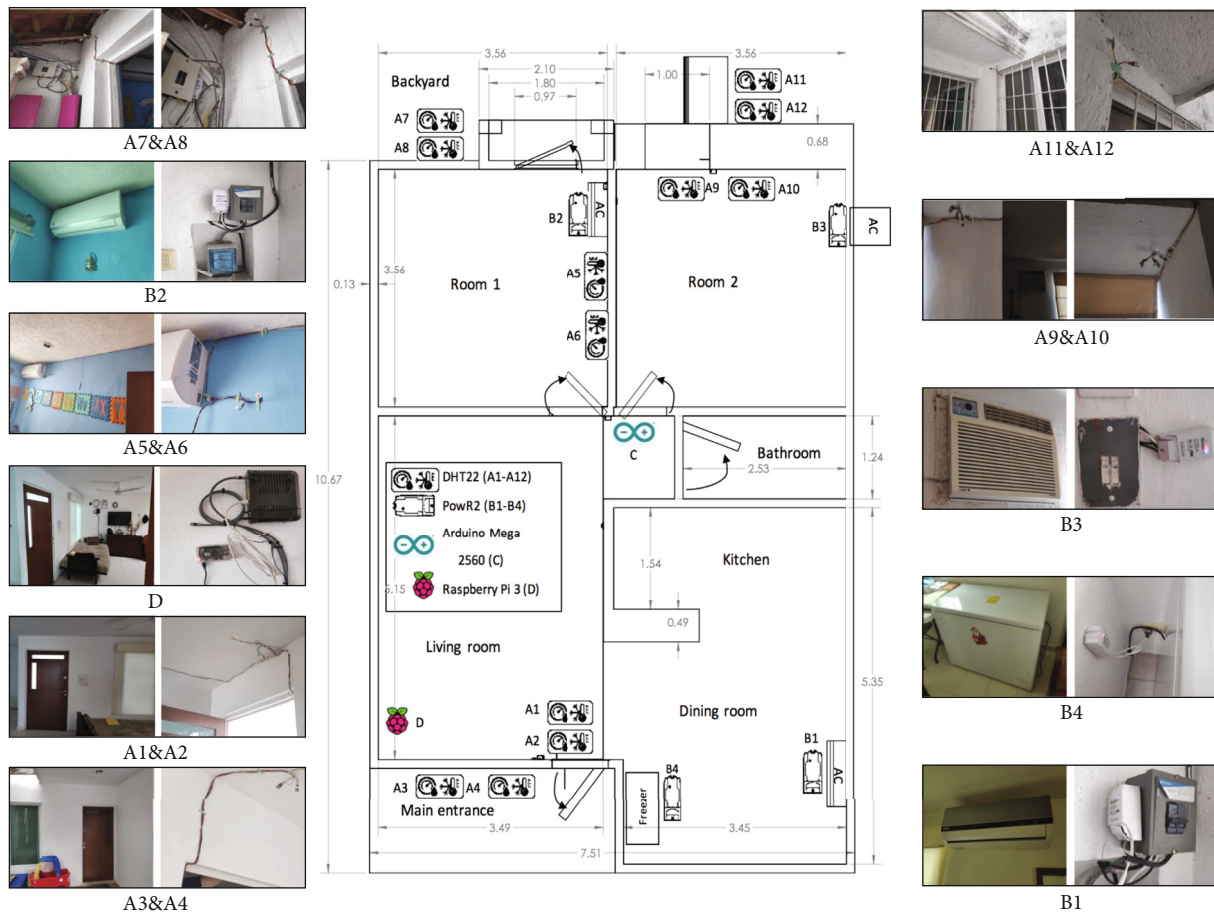 A7&A8
B2
A5&A6
D
A1&A2
A3&A4
3.56
3.56
2.10
1.80
0.97
1.00
Backyard
A7
A8
A11
A12
0.68
B2
AC
A9
A10
B3
AC
3.56
0.13
Room 1
A5
A6
Room 2
C
Bathroom
2.53
1.24
10.67
DHT22 (A1-A12)
PowR2 (B1-B4)
Arduino Mega
2560 (C)
Raspberry Pi 3 (D)
Kitchen
1.54
0.49
Living room
5.35
D
A1
A2
Dining room
B1
AC
A3
A4
Main entrance
B4
Freezer
3.49
3.45
7.51
A11&A12
A9&A10
B3
B4
B1